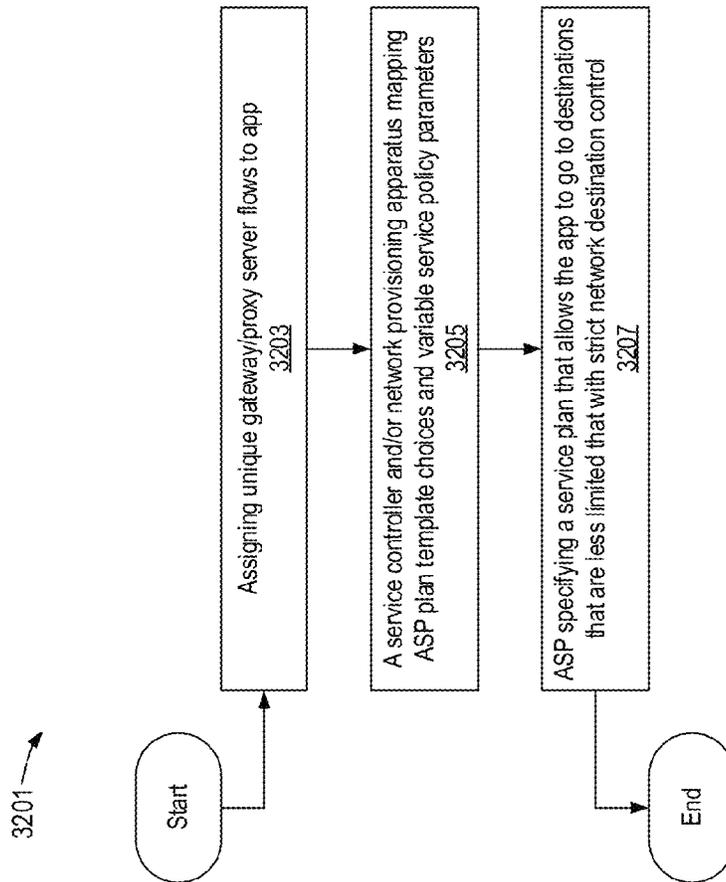 3201
Start
Assigning unique gateway/proxy server flows to app
3203
A service controller and/or network provisioning apparatus mapping
ASP plan template choices and variable service policy parameters
3205
ASP specifying a service plan that allows the app to go to destinations
that are less limited that with strict network destination control
3207
End